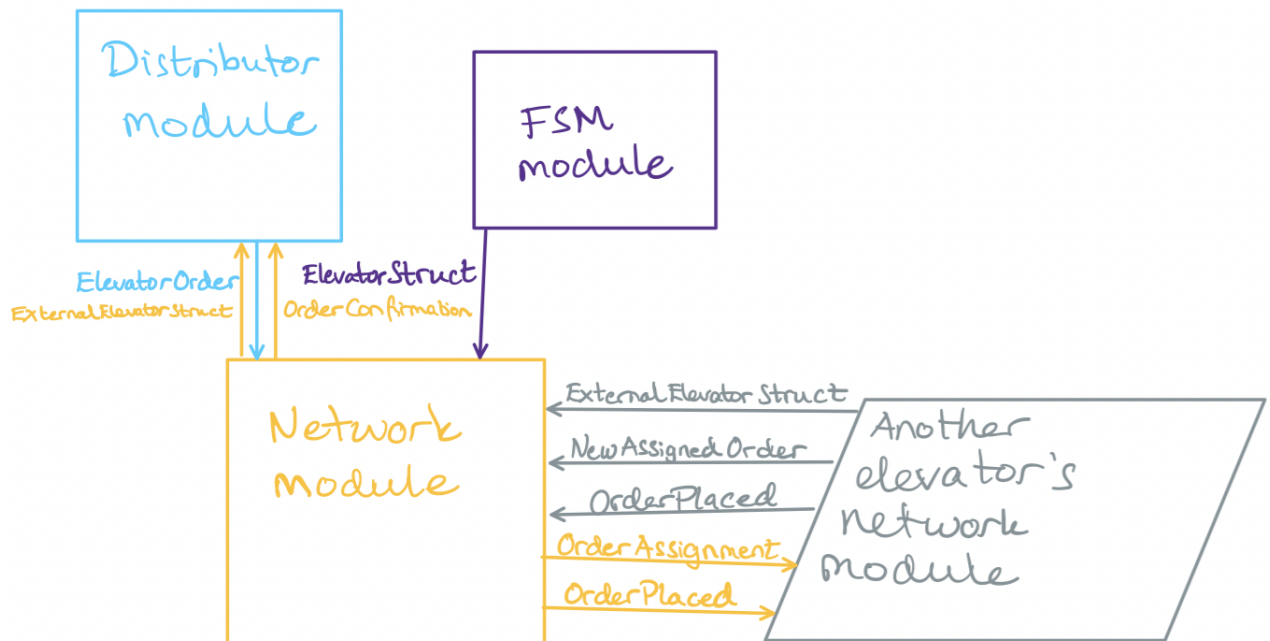 Distributor
module
FSM
module
ElevatorOrder
ExternalElevatorStruct
ElevatorStruct
OrderConfirmation
Network
module
ExternalElevatorStruct
NewAssignedOrder
OrderPlaced
OrderAssignment
OrderPlaced
Another
elevator's
network
module